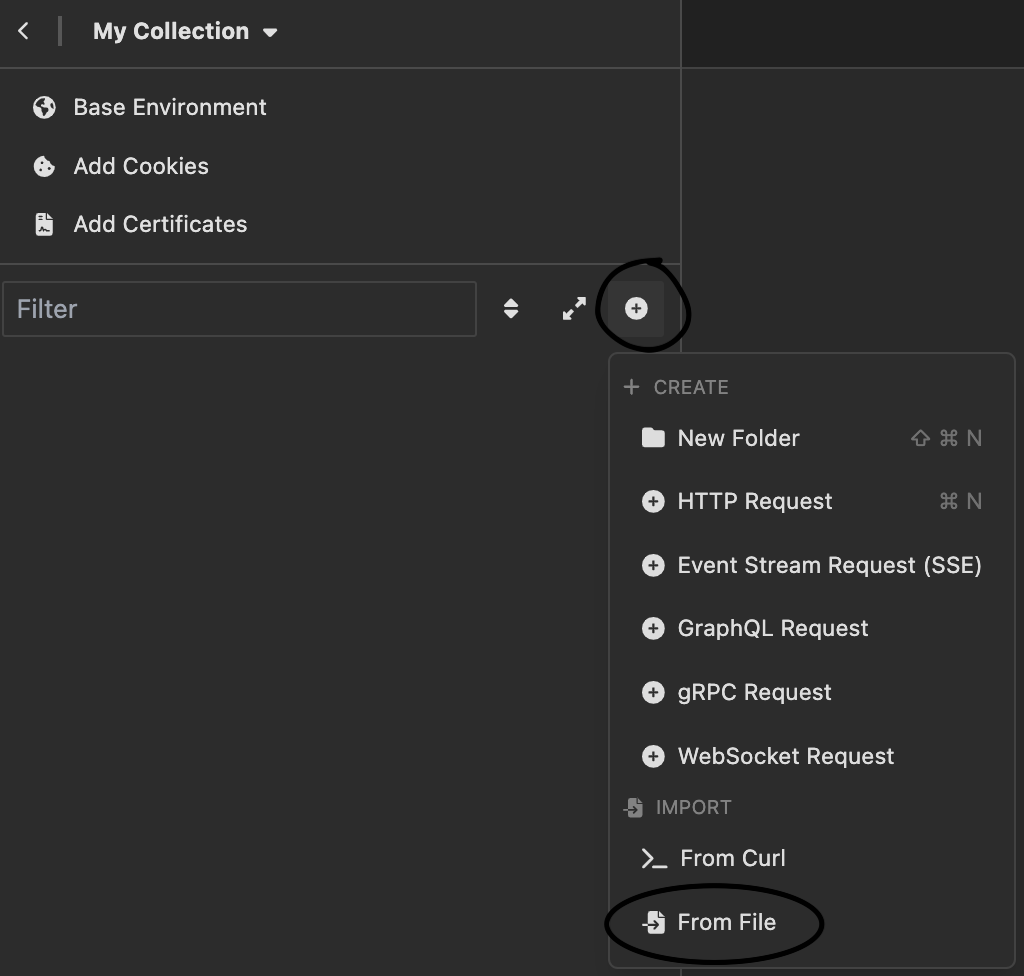 My Collection
Base Environment
Add Cookies
Add Certificates
Filter
CREATE
New Folder ⇧ ⌘ N
HTTP Request ⌘ N
Event Stream Request (SSE)
GraphQL Request
gRPC Request
WebSocket Request
IMPORT
From Curl
From File